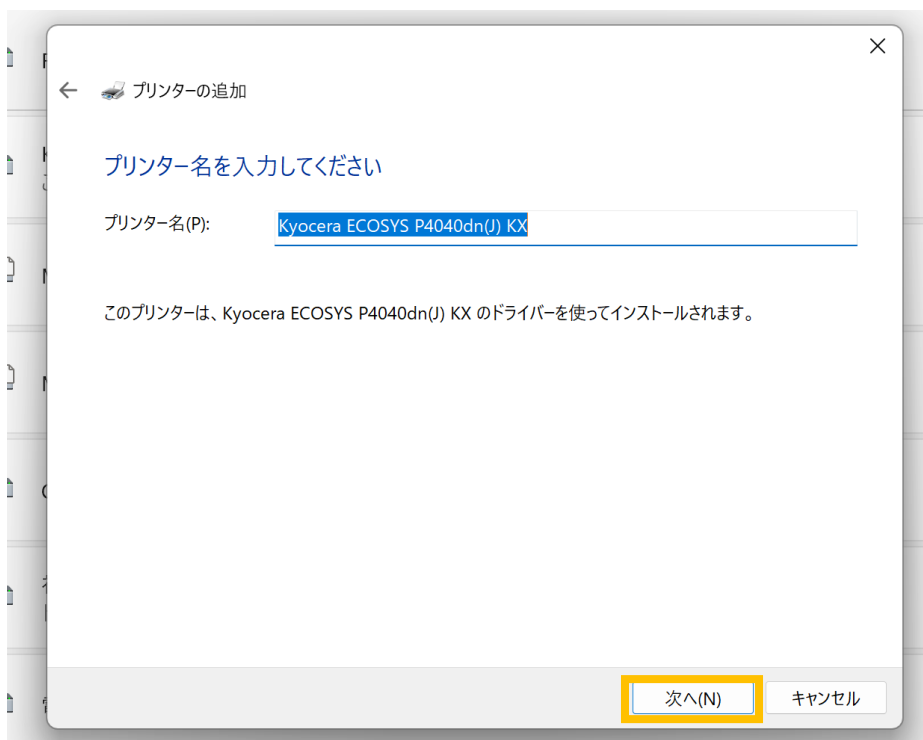 プリンターの追加
プリンター名を入力してください
プリンター名(P):
Kyocera ECOSYS P4040dn(J) KX
このプリンターは、Kyocera ECOSYS P4040dn(J) KX のドライバーを使ってインストールされます。
次へ(N)
キャンセル